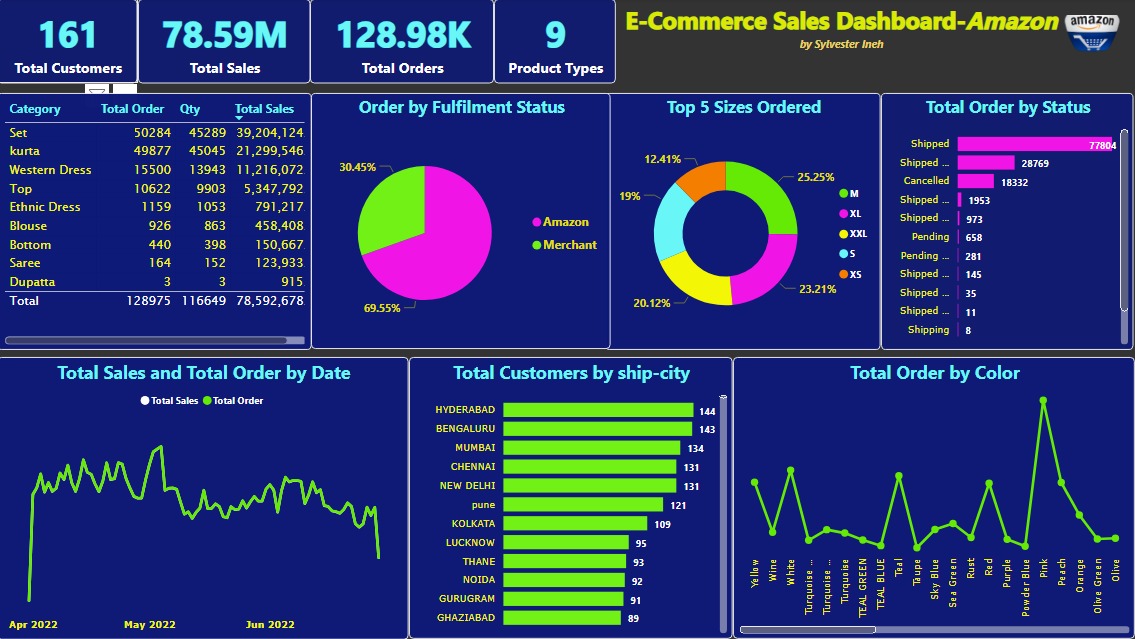 161
Total Customers
78.59M
Total Sales
128.98K
Total Orders
9
Product Types
E-Commerce Sales Dashboard-Amazon
by Sylvester Ineh
amazon
Category Total Order Qty Total Sales
Set 50284 45289 39,204,124
kurta 49877 45045 21,299,546
Western Dress 15500 13943 11,216,072
Top 10622 9903 5,347,792
Ethnic Dress 1159 1053 791,217
Blouse 926 863 458,408
Bottom 440 398 150,667
Saree 164 152 123,933
Dupatta 3 3 915
Total 128975 116649 78,592,678
Order by Fulfilment Status
30.45%
69.55%
Amazon
Merchant
Top 5 Sizes Ordered
12.41%
25.25%
19%
20.12%
23.21%
M
XL
XXL
S
XS
Total Order by Status
Shipped 77804
Shipped ... 28769
Cancelled 18332
Shipped ... 1953
Shipped ... 973
Pending 658
Pending ... 281
Shipped ... 145
Shipped ... 35
Shipped ... 11
Shipping 8
Total Sales and Total Order by Date
Total Sales Total Order
Apr 2022 May 2022 Jun 2022
Total Customers by ship-city
HYDERABAD 144
BENGALURU 143
MUMBAI 134
CHENNAI 131
NEW DELHI 131
pune 121
KOLKATA 109
LUCKNOW 95
THANE 93
NOIDA 92
GURUGRAM 91
GHAZIABAD 89
Total Order by Color
Yellow
Wine
White
Turquoise ...
Turquoise ...
Turquoise
TEAL GREEN
TEAL BLUE
Teal
Taupe
Sky Blue
Sea Green
Rust
Red
Purple
Powder Blue
Pink
Peach
Orange
Olive Green
Olive